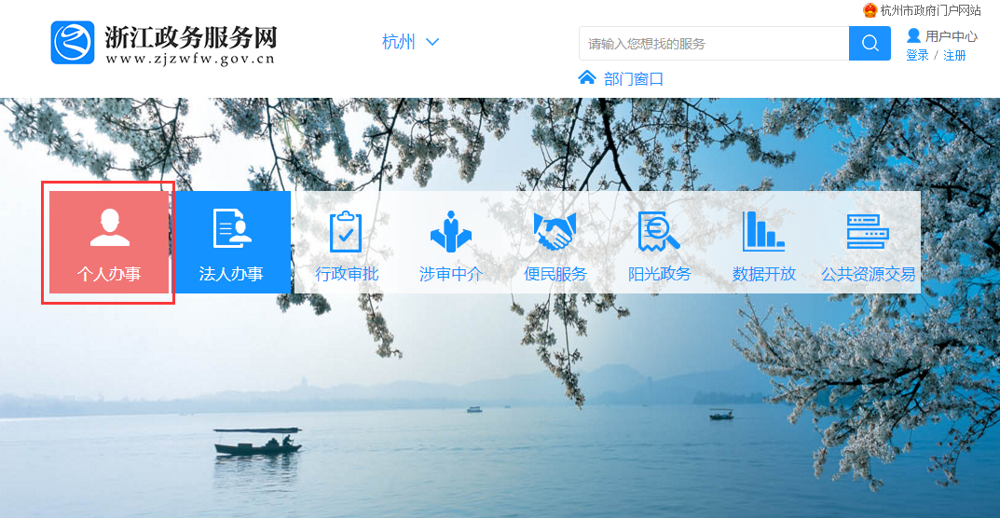 杭州市政府门户网站
浙江政务服务网
www.zjzwfw.gov.cn
杭州
请输入您想找的服务
用户中心
登录 / 注册
部门窗口
个人办事
法人办事
行政审批
涉审中介
便民服务
阳光政务
数据开放
公共资源交易